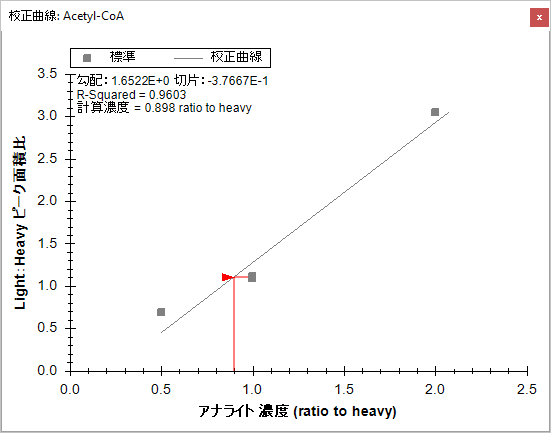 校正曲線: Acetyl-CoA
標準 校正曲線
勾配: 1.6522E+0 切片: -3.7667E-1
R-Squared = 0.9603
計算濃度 = 0.898 ratio to heavy
Light: Heavy ピーク面積比
3.5
3.0
2.5
2.0
1.5
1.0
0.5
0.0
0.0 0.5 1.0 1.5 2.0 2.5
アナライト 濃度 (ratio to heavy)